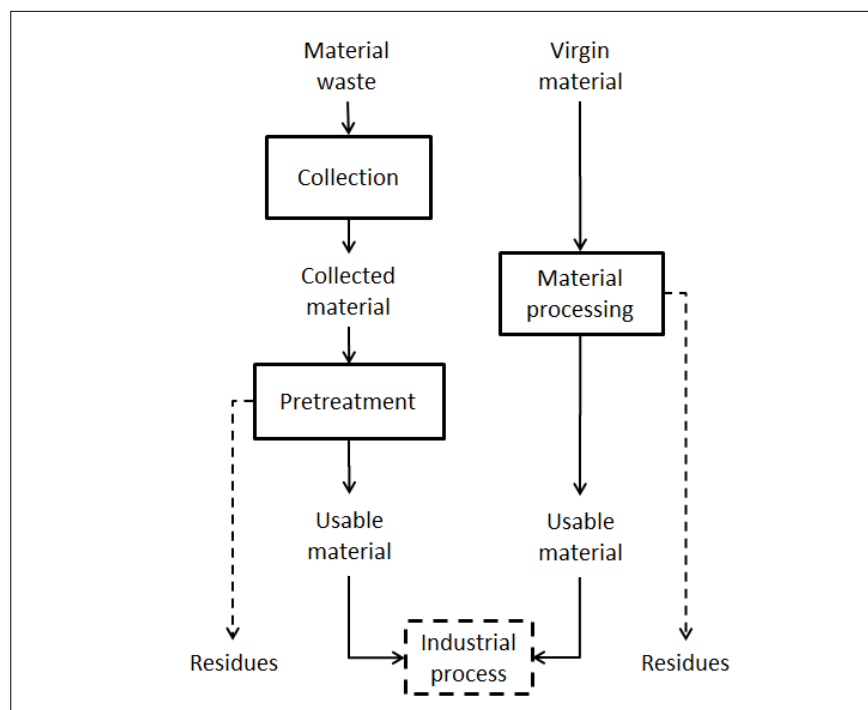 Material
waste
Virgin
material
Collection
Collected
material
Material
processing
Pretreatment
Usable
material
Usable
material
Industrial
process
Residues
Residues